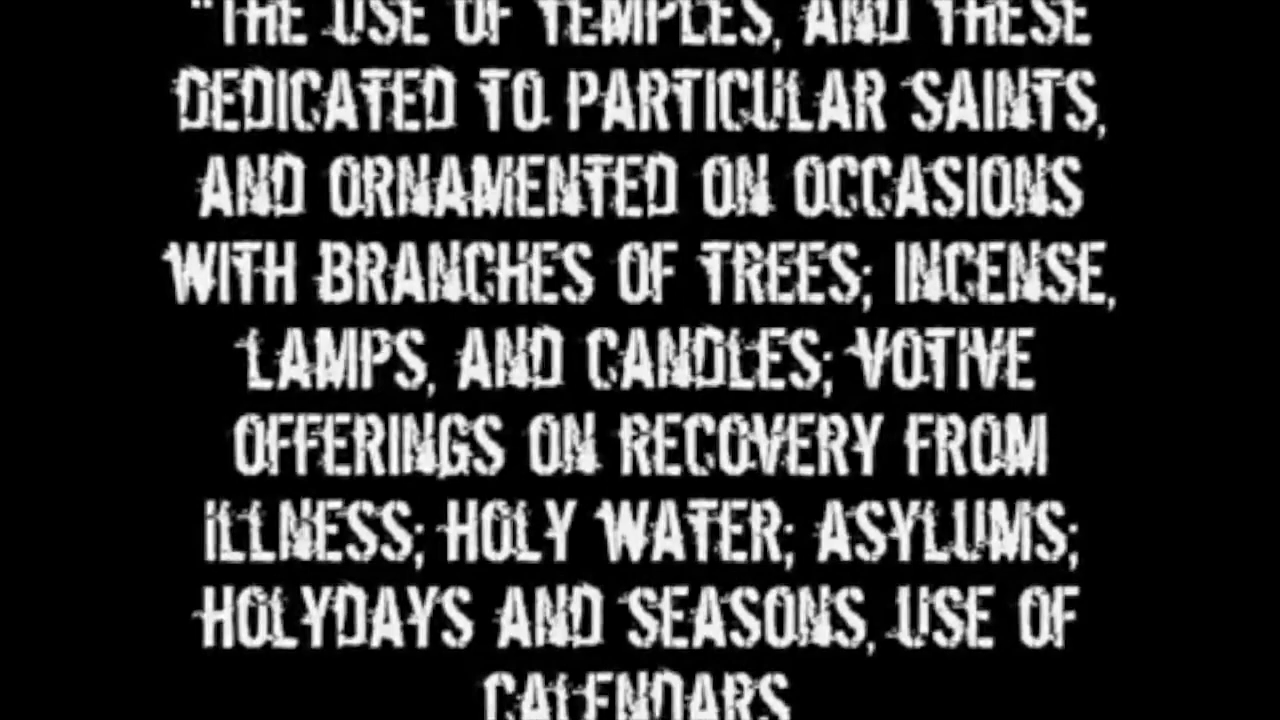 "THE USE OF TEMPLES, AND THESE
DEDICATED TO PARTICULAR SAINTS,
AND ORNAMENTED ON OCCASIONS
WITH BRANCHES OF TREES; INCENSE,
LAMPS, AND CANDLES; VOTIVE
OFFERINGS ON RECOVERY FROM
ILLNESS; HOLY WATER; ASYLUMS;
HOLYDAYS AND SEASONS, USE OF
CALENDARS